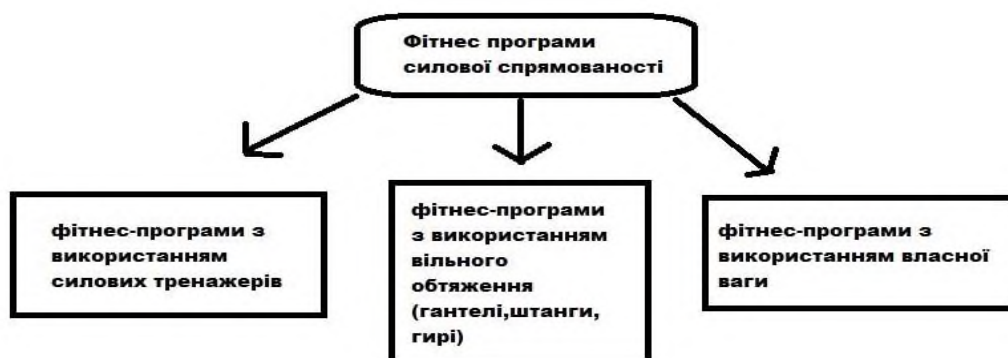 Фітнес програми
силової спрямованості
фітнес-програми з
використанням
силових тренажерів
фітнес-програми
з використанням
вільного
обтяження
(гантелі,штанги,
гирі)
фітнес-програми з
використанням власної
ваги